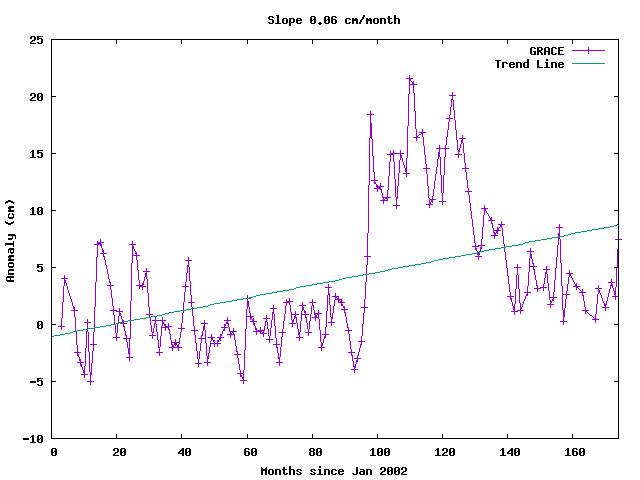 Slope 0.06 cm/month
GRACE
Trend Line
25
20
15
10
5
0
-5
-10
Anomaly (cm)
0 20 40 60 80 100 120 140 160
Months since Jan 2002